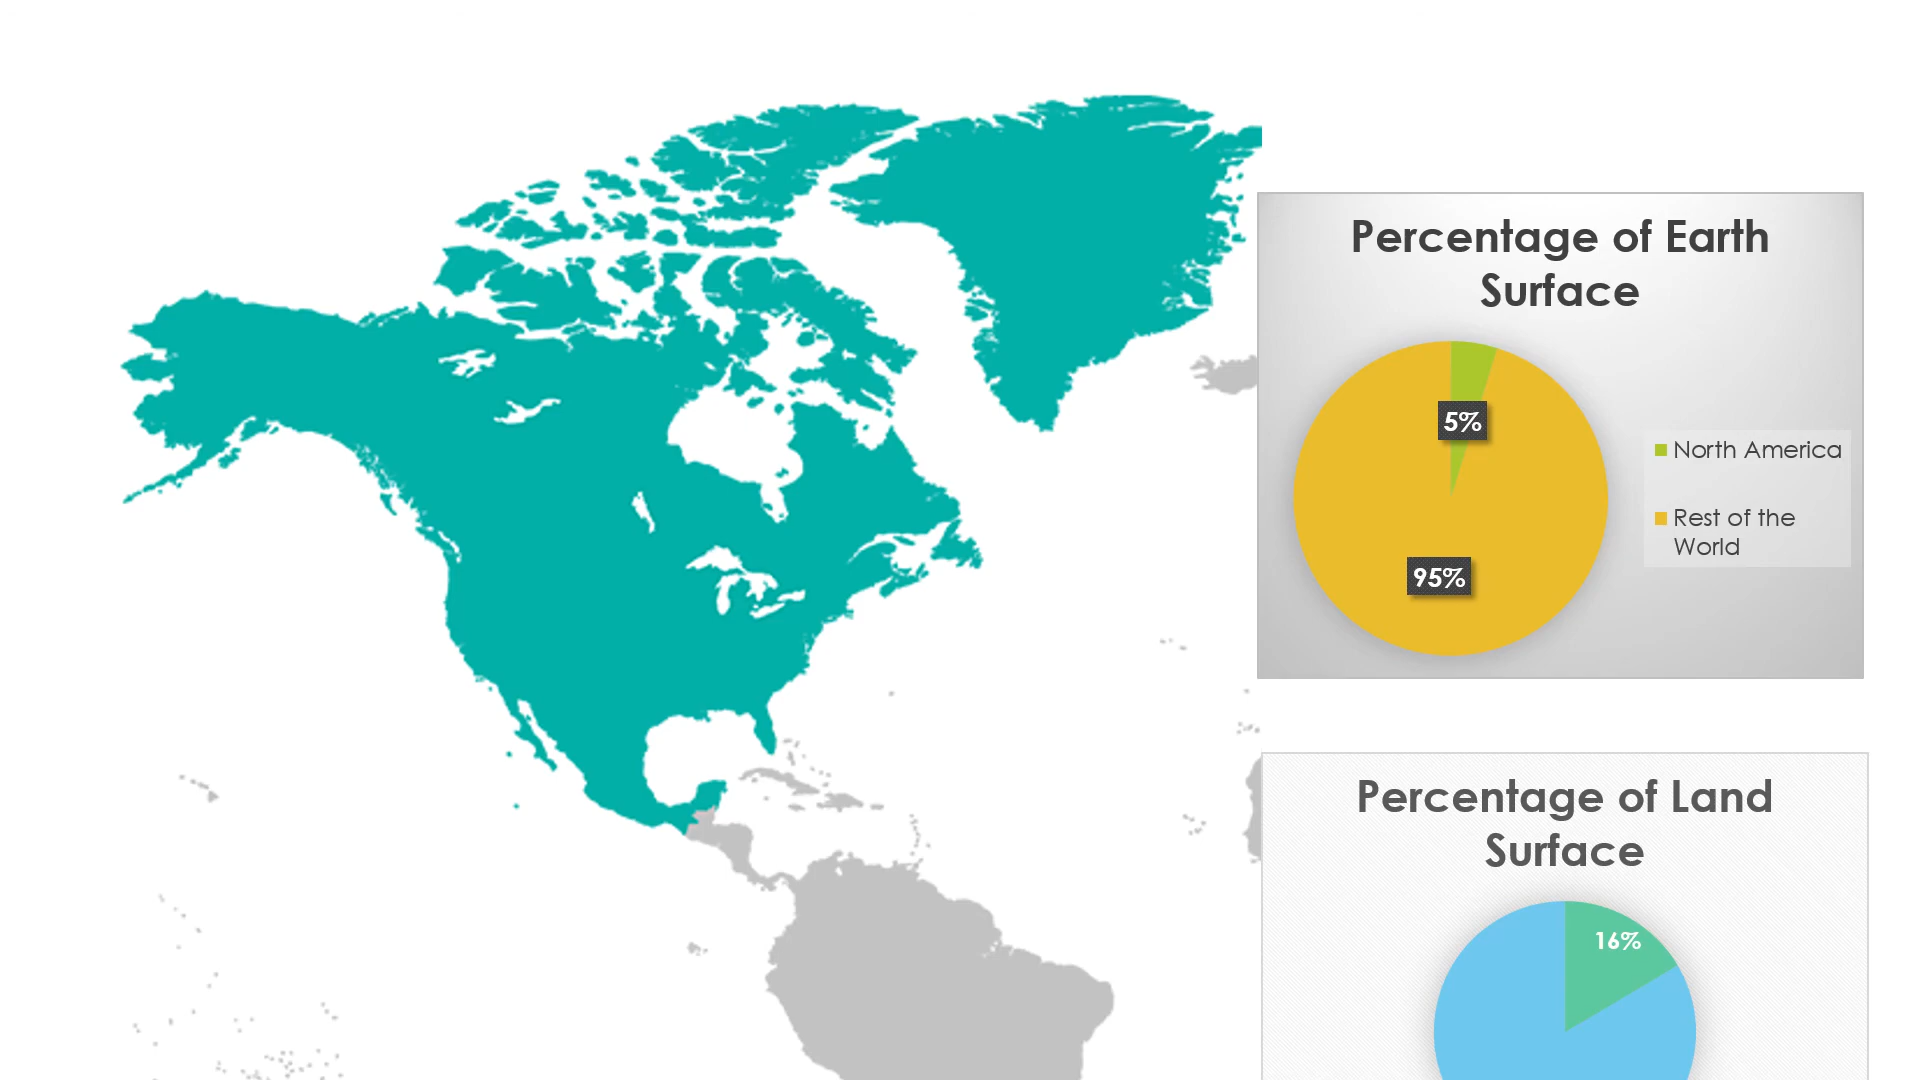 Percentage of Earth
Surface
5%
95%
North America
Rest of the
World
Percentage of Land
Surface
16%